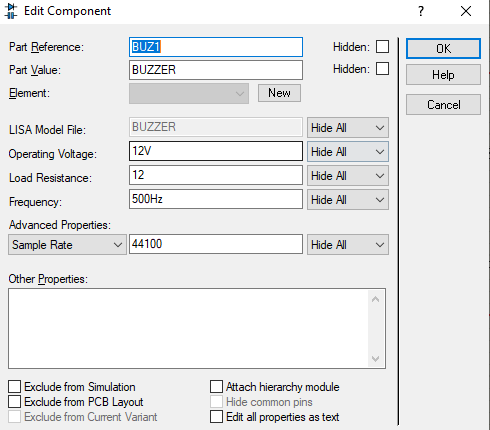 Edit Component
? ×
Part Reference: BUZ1 Hidden: OK
Part Value: BUZZER Hidden: Help
Element: New Cancel
LISA Model File: BUZZER Hide All
Operating Voltage: 12V Hide All
Load Resistance: 12 Hide All
Frequency: 500Hz Hide All
Advanced Properties:
Sample Rate 44100 Hide All
Other Properties:
Exclude from Simulation Attach hierarchy module
Exclude from PCB Layout Hide common pins
Exclude from Current Variant Edit all properties as text